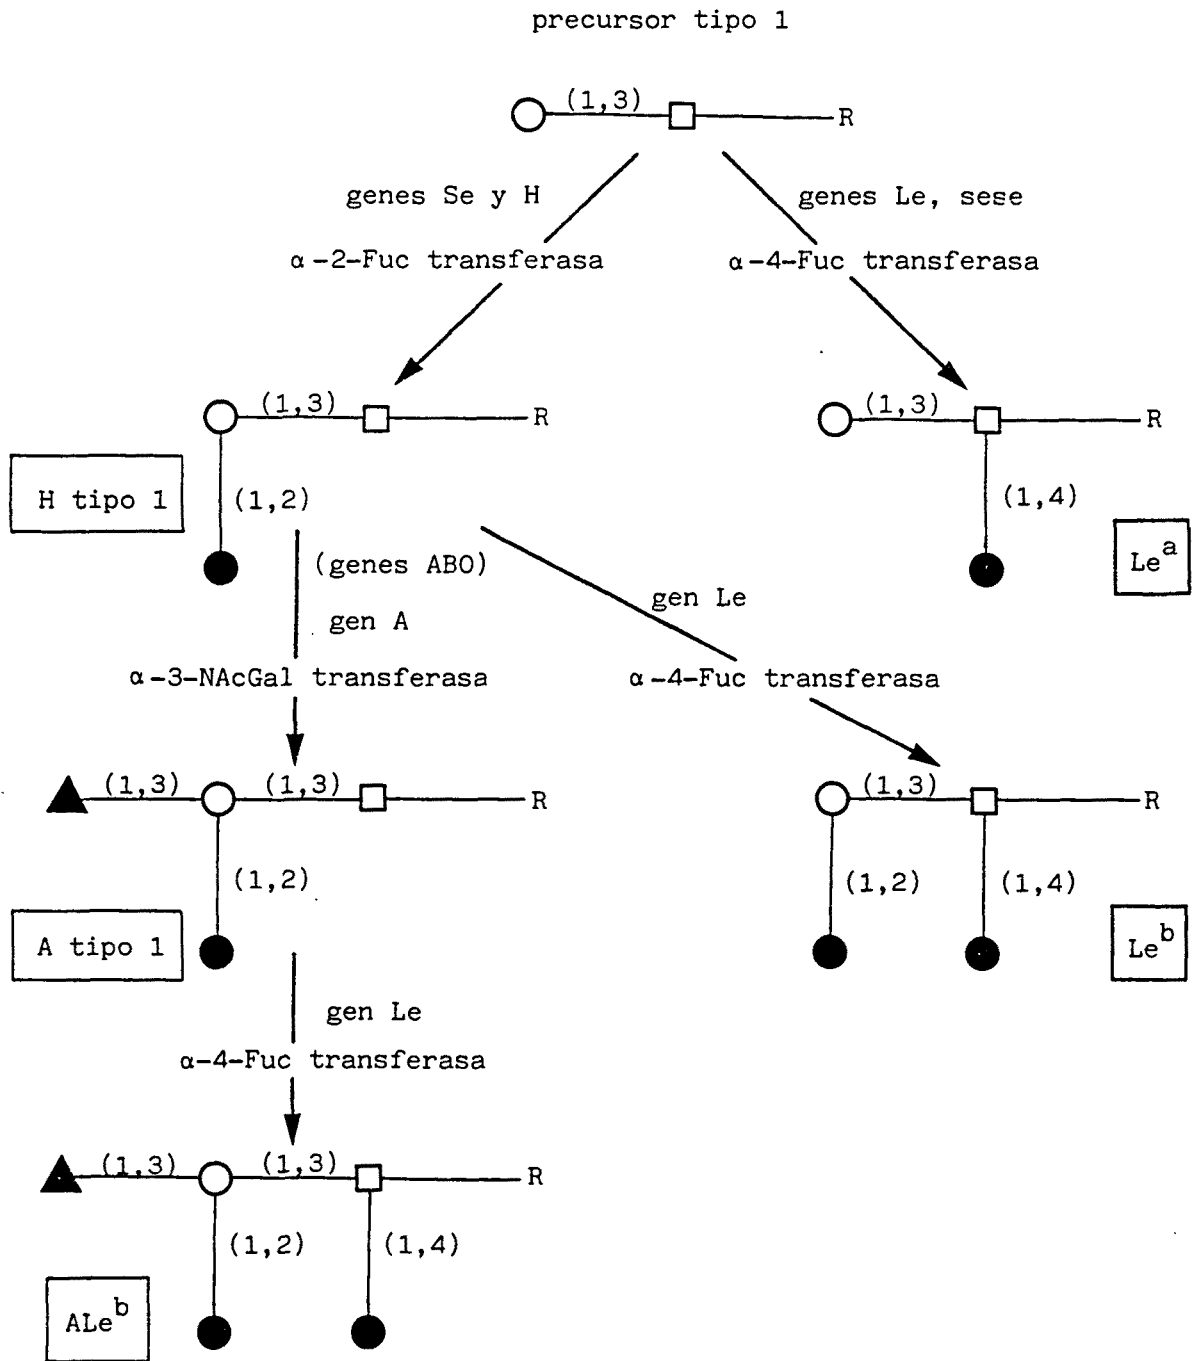 precursor tipo 1
(1,3)
R
genes Se y H
genes Le, sese
α-2-Fuc transferasa
α-4-Fuc transferasa
(1,3)
R
(1,3)
R
H tipo 1
(1,2)
(1,4)
Le^a
(genes ABO)
gen A
gen Le
α-3-NAcGal transferasa
α-4-Fuc transferasa
(1,3)
(1,3)
R
(1,3)
R
(1,2)
(1,2)
(1,4)
A tipo 1
Le^b
gen Le
α-4-Fuc transferasa
(1,3)
(1,3)
R
(1,2)
(1,4)
ALe^b